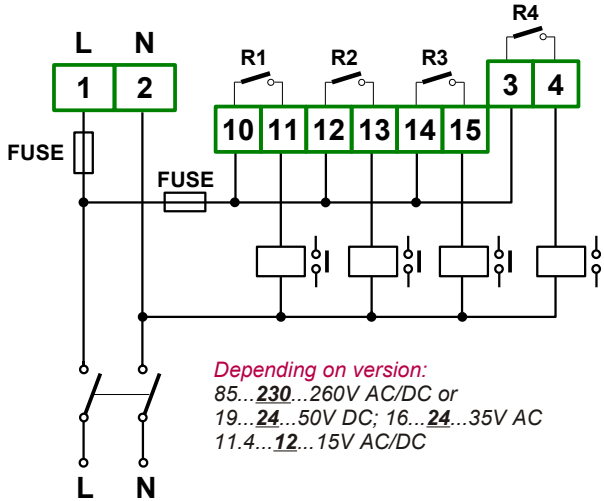 R4
L N
R1 R2 R3
1 2
3 4
10 11 12 13 14 15
FUSE
FUSE
Depending on version:
85...230...260V AC/DC or
19...24...50V DC; 16...24...35V AC
11.4...12...15V AC/DC
L N